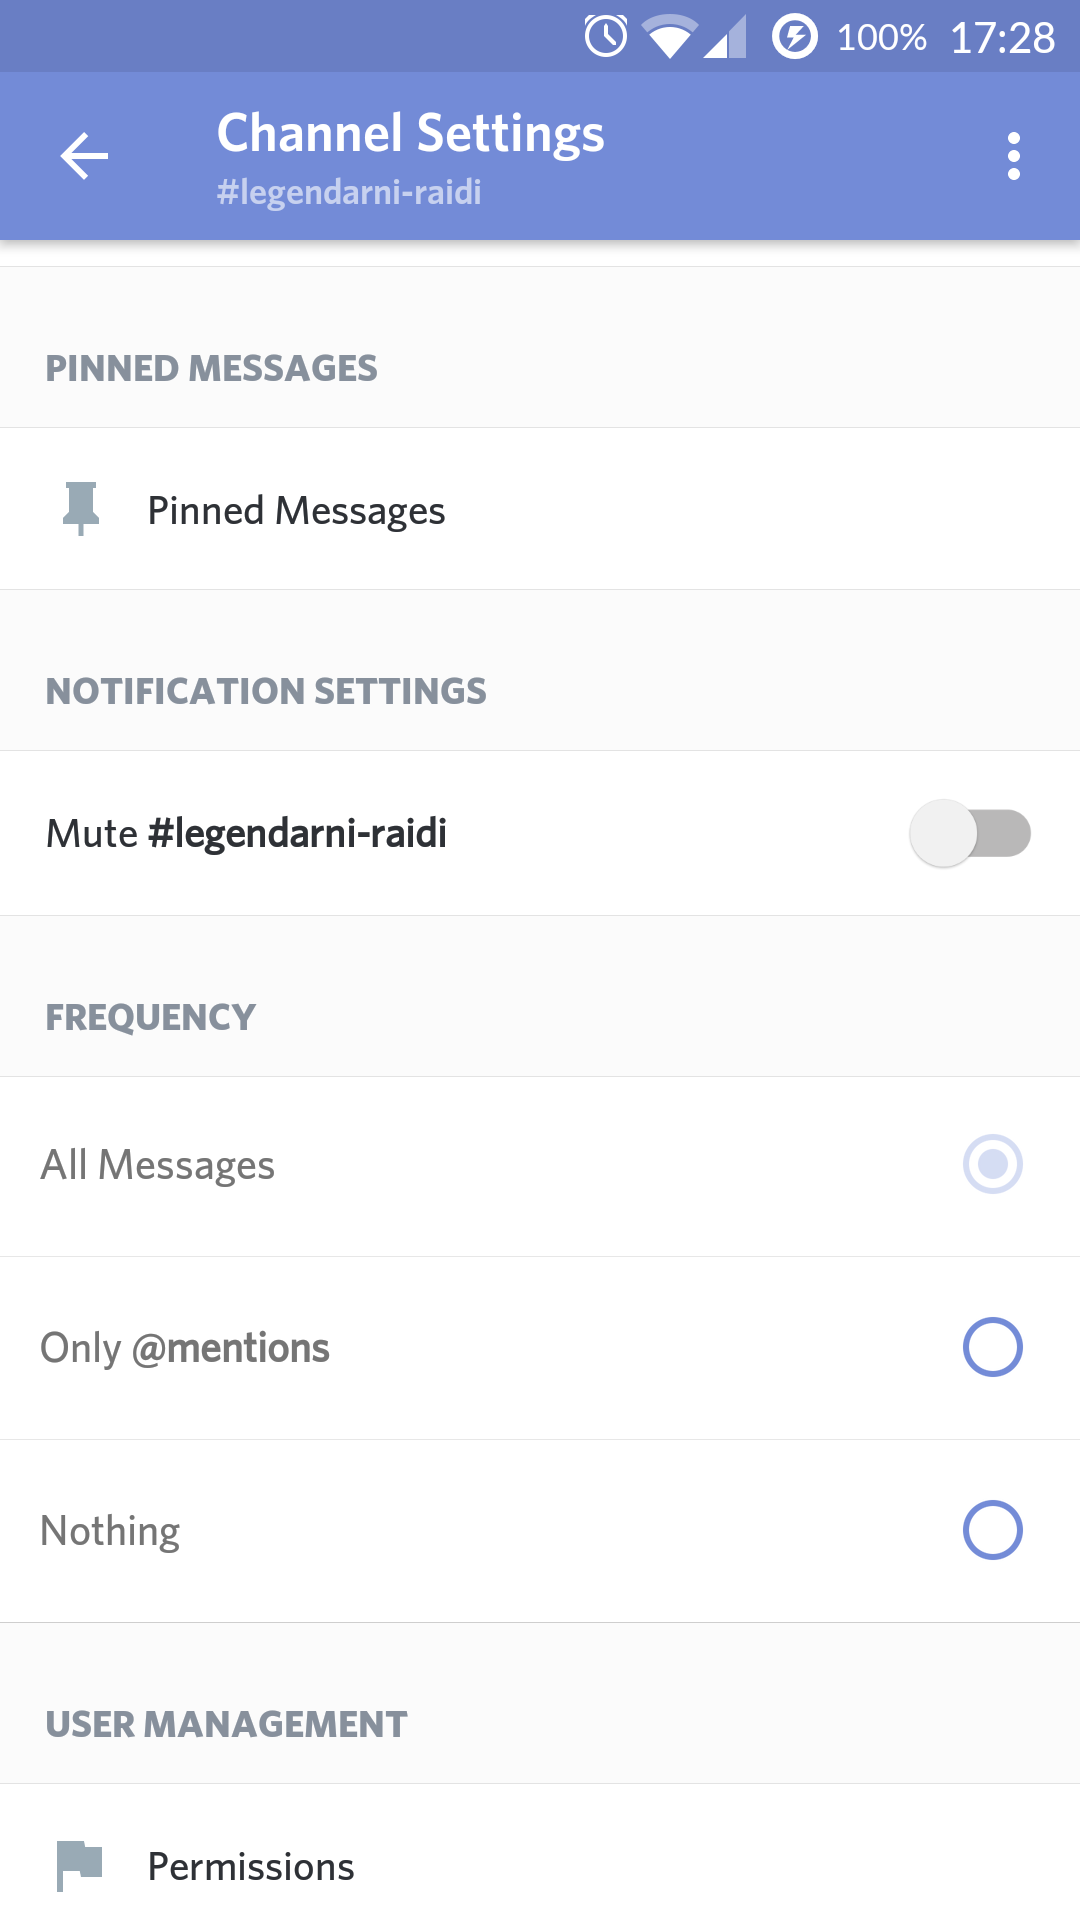 100% 17:28
Channel Settings
#legendarni-raidi
PINNED MESSAGES
Pinned Messages
NOTIFICATION SETTINGS
Mute #legendarni-raidi
FREQUENCY
All Messages
Only @mentions
Nothing
USER MANAGEMENT
Permissions